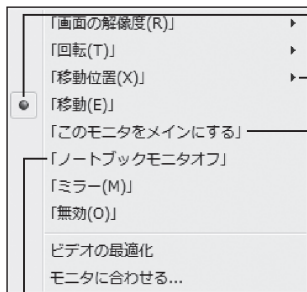 「画面の解像度(R)」
「回転(T)」
「移動位置(X)」
「移動(E)」
「このモニタをメインにする」
「ノートブックモニタオフ」
「ミラー(M)」
「無効(O)」
ビデオの最適化
モニタに合わせる...